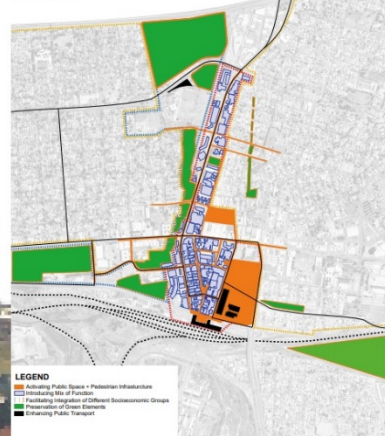 LEGEND
Activating Public Space + Pedestrian Infrasturcture
Introducing Mix of Function
Facilitating Integration of Different Socioeconomic Groups
Preservation of Green Elements
Enhancing Public Transport